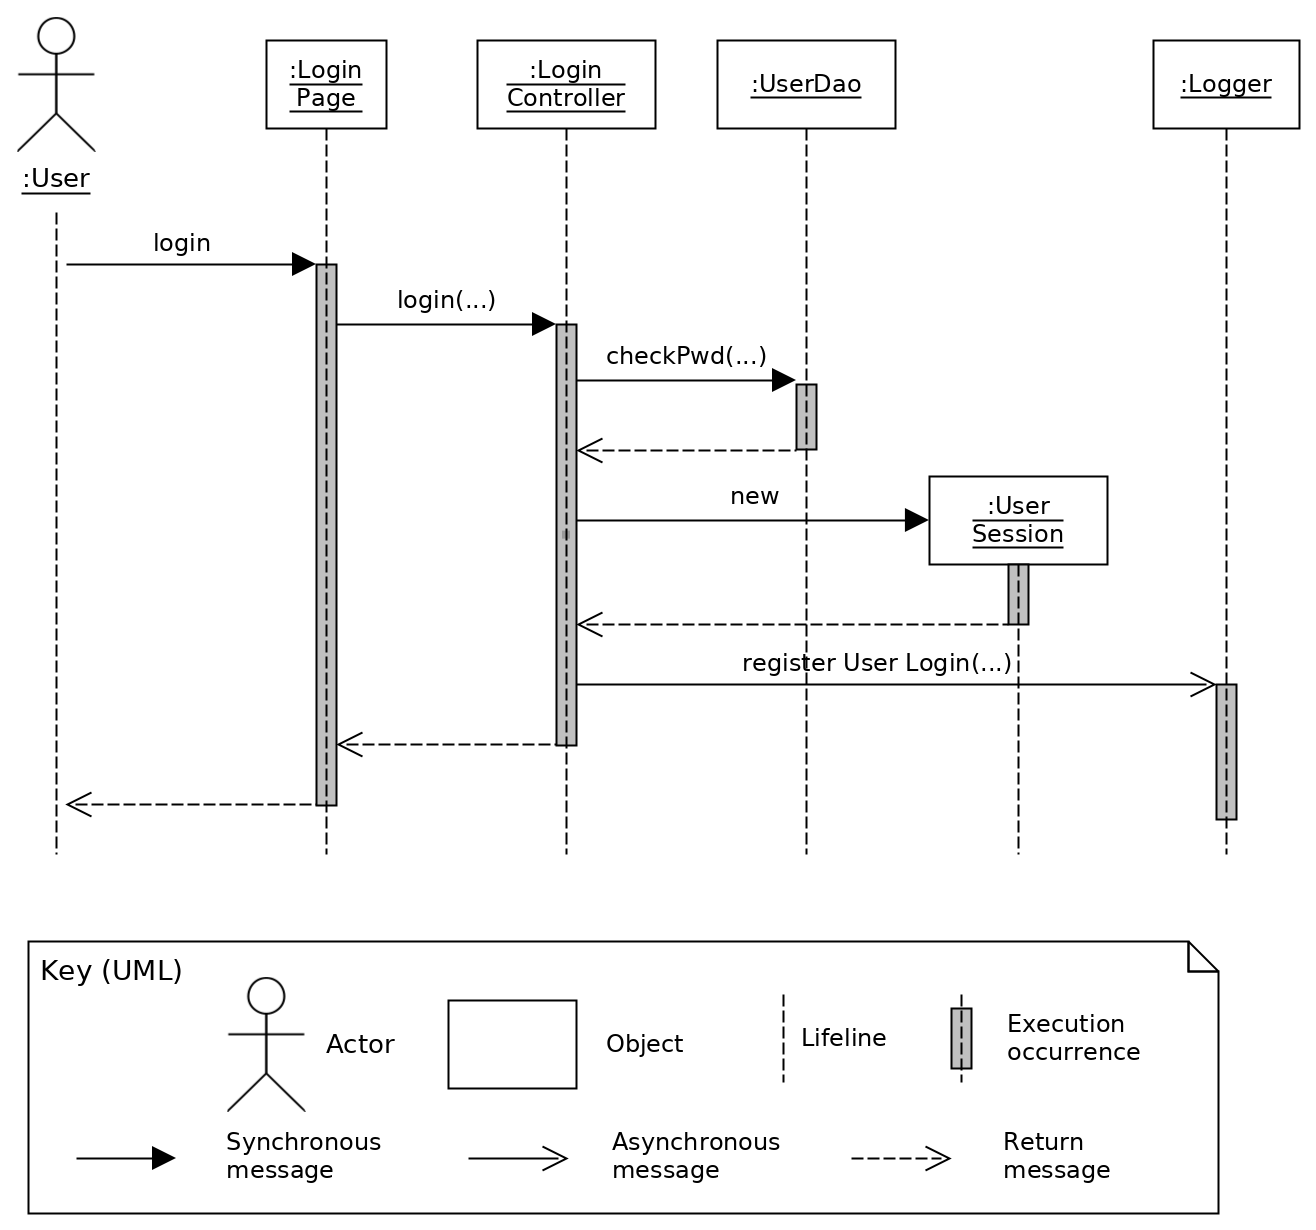 :User
:Login
Page
:Login
Controller
:UserDao
:Logger
login
login(...)
checkPwd(...)
new
:User
Session
register User Login(...)
Key (UML)
Actor
Object
Lifeline
Execution
occurrence
Synchronous
message
Asynchronous
message
Return
message